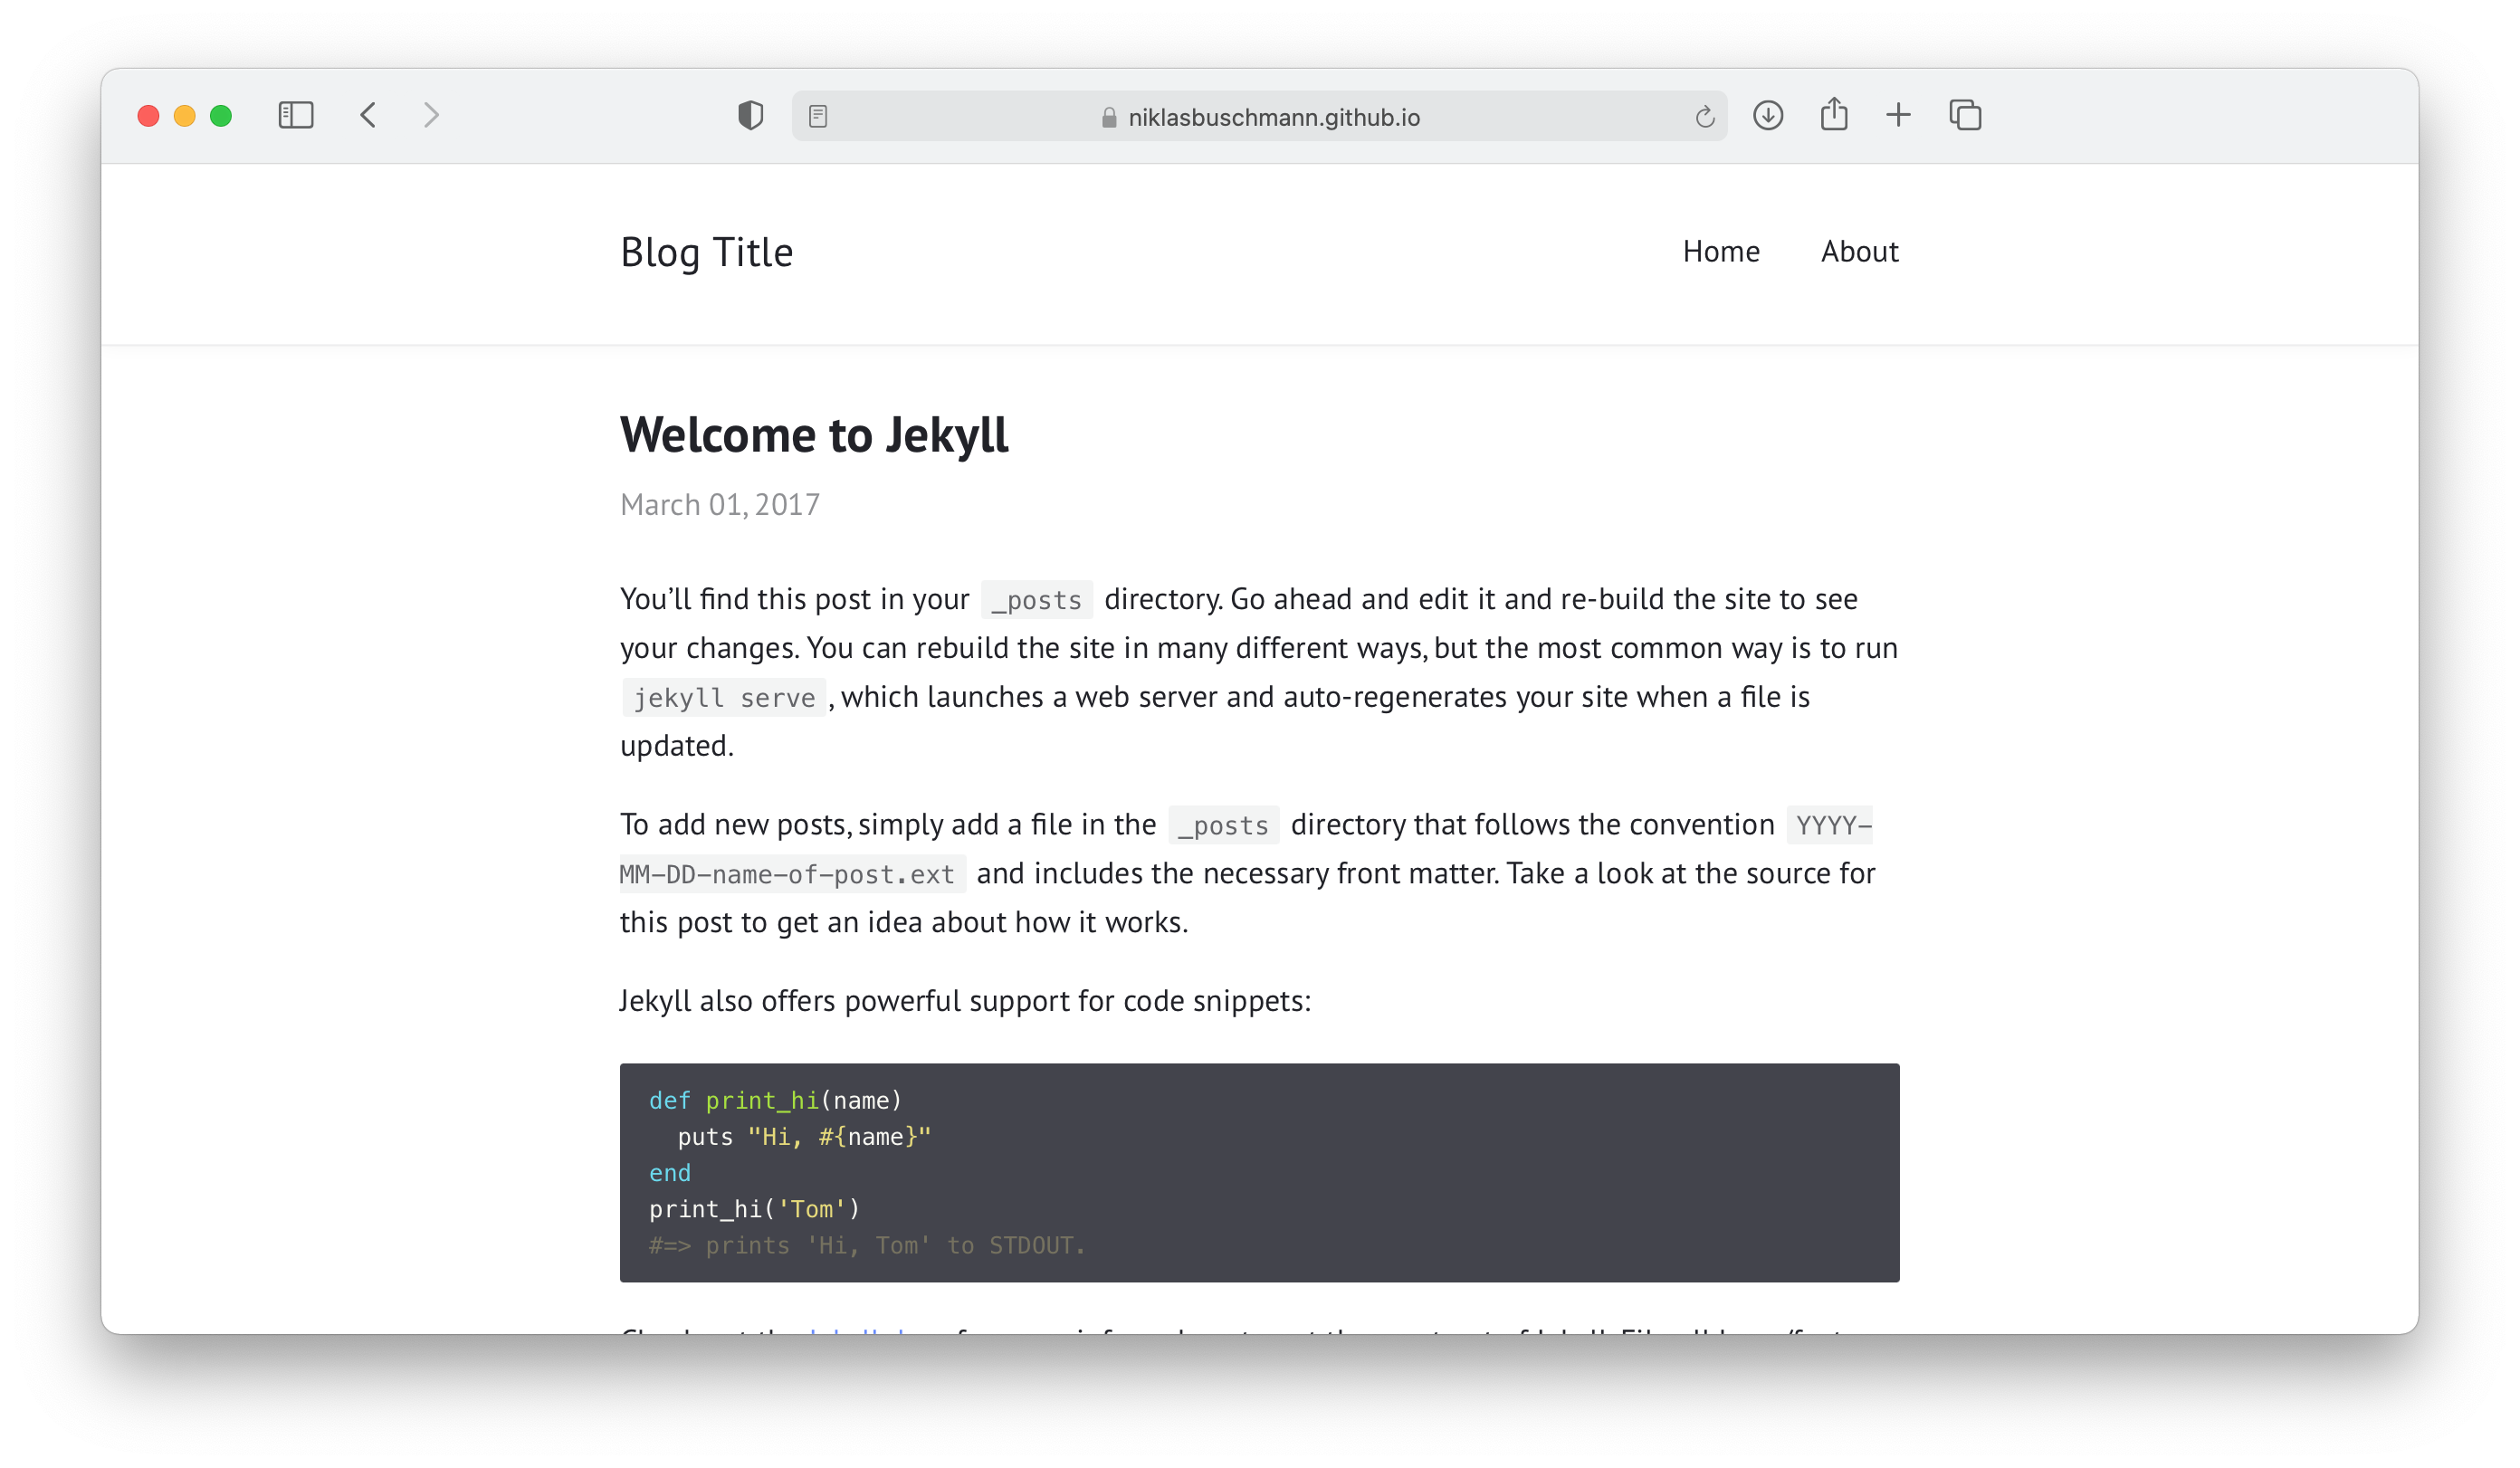 niklasbuschmann.github.io
Blog Title
Home About
Welcome to Jekyll
March 01, 2017
You’ll find this post in your _posts directory. Go ahead and edit it and re-build the site to see
your changes. You can rebuild the site in many different ways, but the most common way is to run
jekyll serve , which launches a web server and auto-regenerates your site when a file is
updated.
To add new posts, simply add a file in the _posts directory that follows the convention YYYY-
MM-DD-name-of-post.ext and includes the necessary front matter. Take a look at the source for
this post to get an idea about how it works.
Jekyll also offers powerful support for code snippets:
def print_hi(name)
  puts "Hi, #{name}"
end
print_hi('Tom')
#=> prints 'Hi, Tom' to STDOUT.